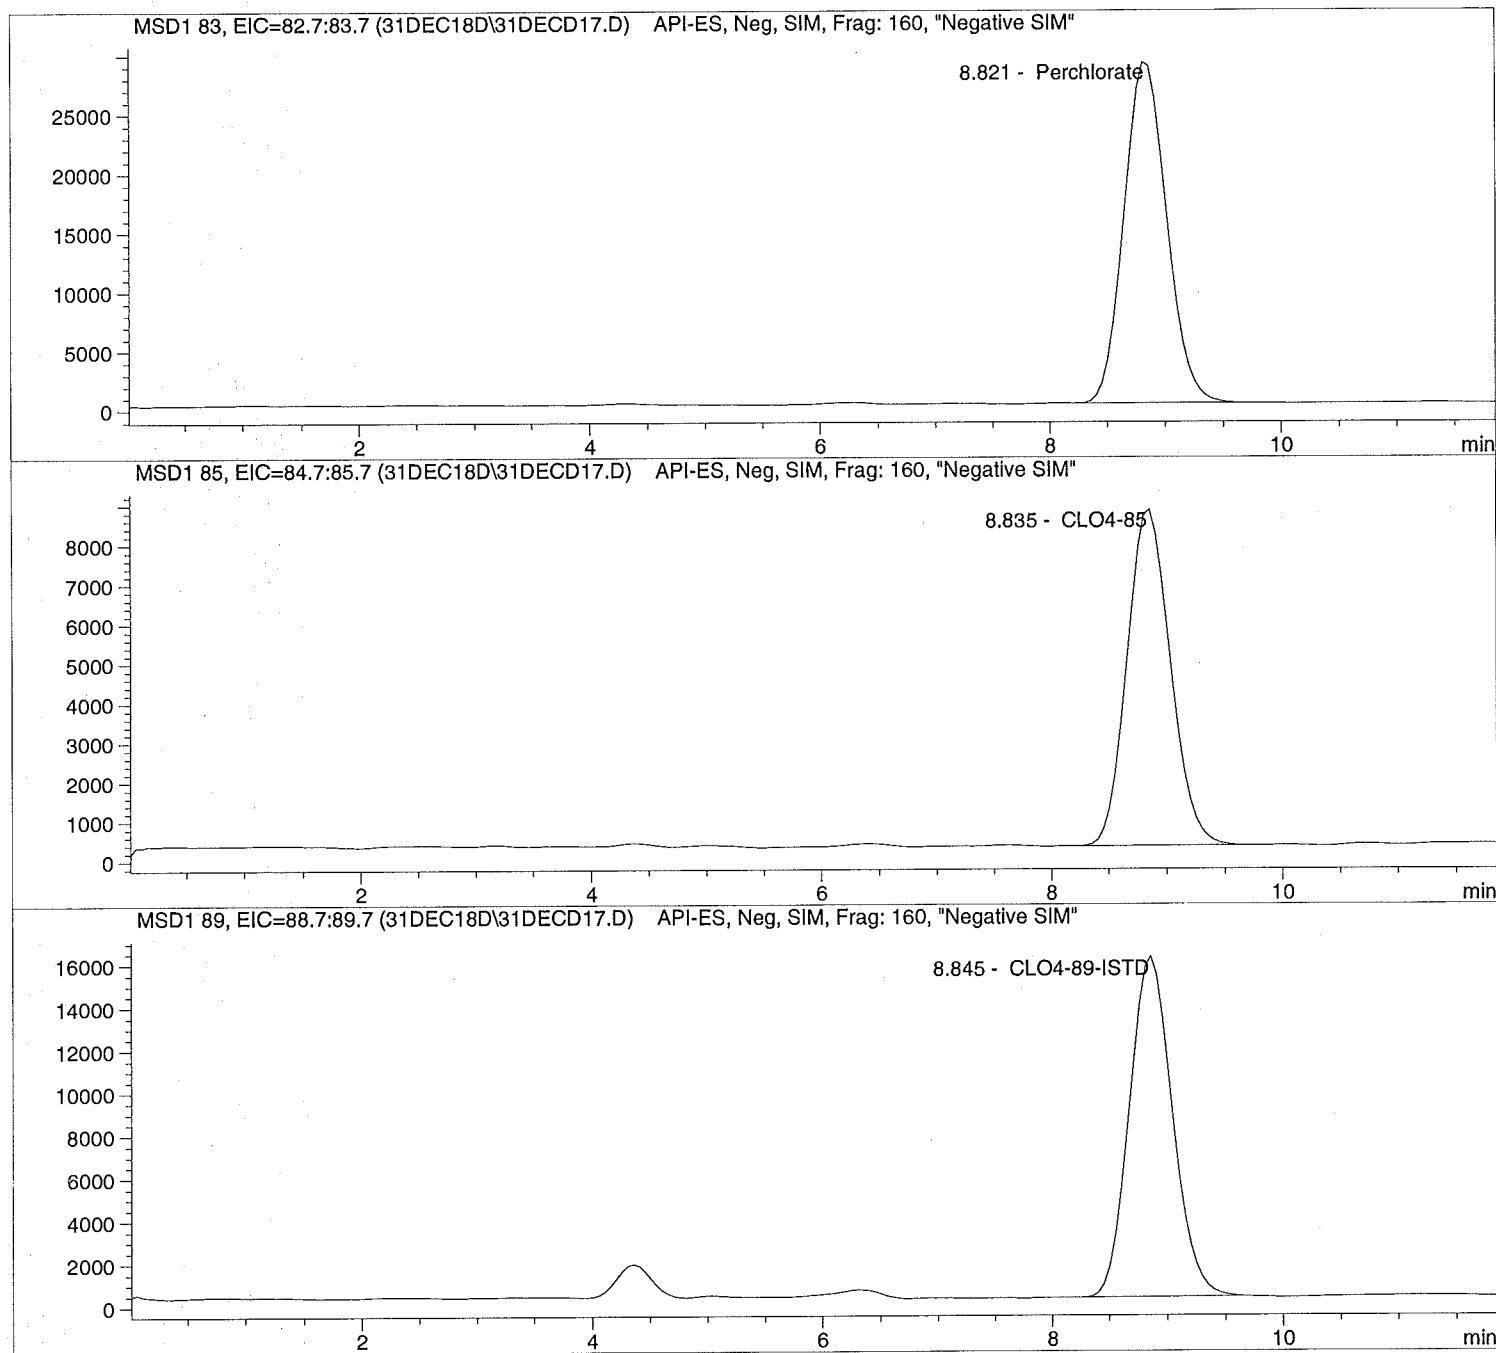 MSD1 83, EIC=82.7:83.7 (31DEC18D\31DECD17.D) API-ES, Neg, SIM, Frag: 160, "Negative SIM"
8.821 - Perchlorate
25000
20000
15000
10000
5000
0
2 4 6 8 10 min
MSD1 85, EIC=84.7:85.7 (31DEC18D\31DECD17.D) API-ES, Neg, SIM, Frag: 160, "Negative SIM"
8.835 - CLO4-85
8000
7000
6000
5000
4000
3000
2000
1000
0
2 4 6 8 10 min
MSD1 89, EIC=88.7:89.7 (31DEC18D\31DECD17.D) API-ES, Neg, SIM, Frag: 160, "Negative SIM"
8.845 - CLO4-89-ISTD
16000
14000
12000
10000
8000
6000
4000
2000
0
2 4 6 8 10 min